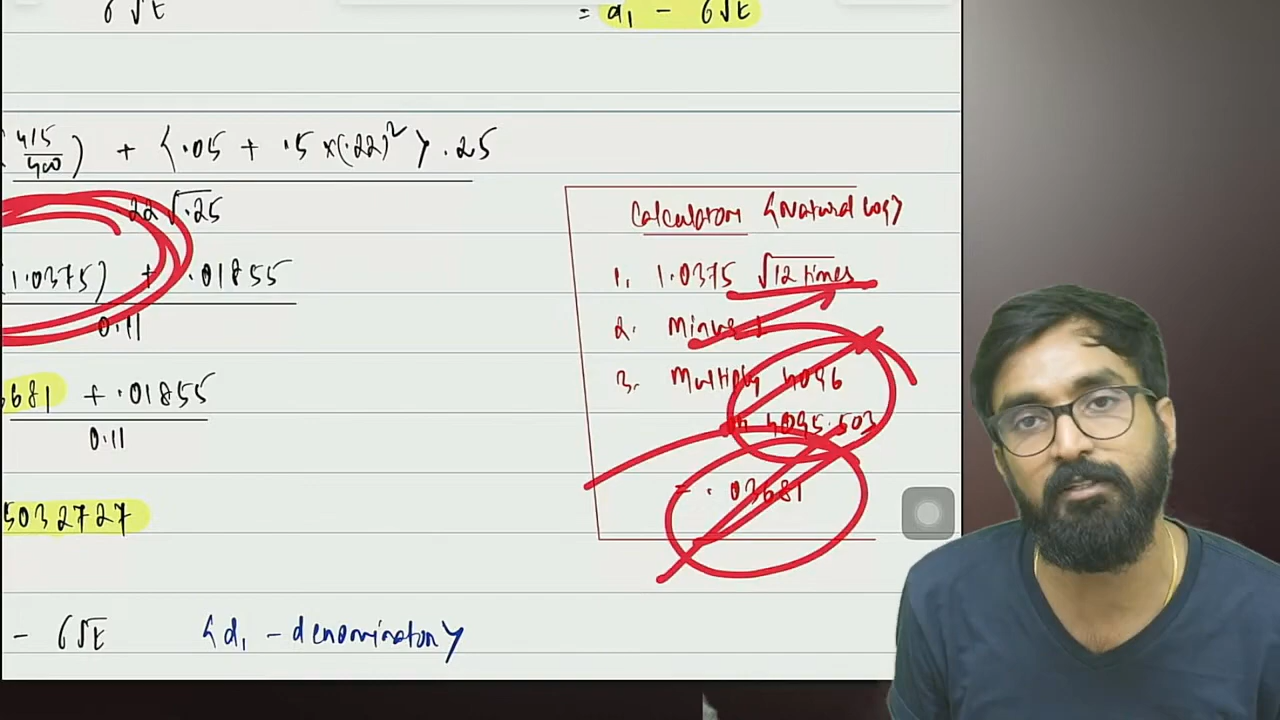 σ√t
= d₁ - σ√t
(415/400) + {.05 + .5 x(.22)²} .25
.22√.25
(1.0375) + .01855
0.11
6681 + .01855
0.11
5032727
- σ√t {d₁ - denominator}
Calculator {Natural Log}
1. 1.0375 √12 times
2. Minus 1
3. Multiply 4096
4095.503
= .03681